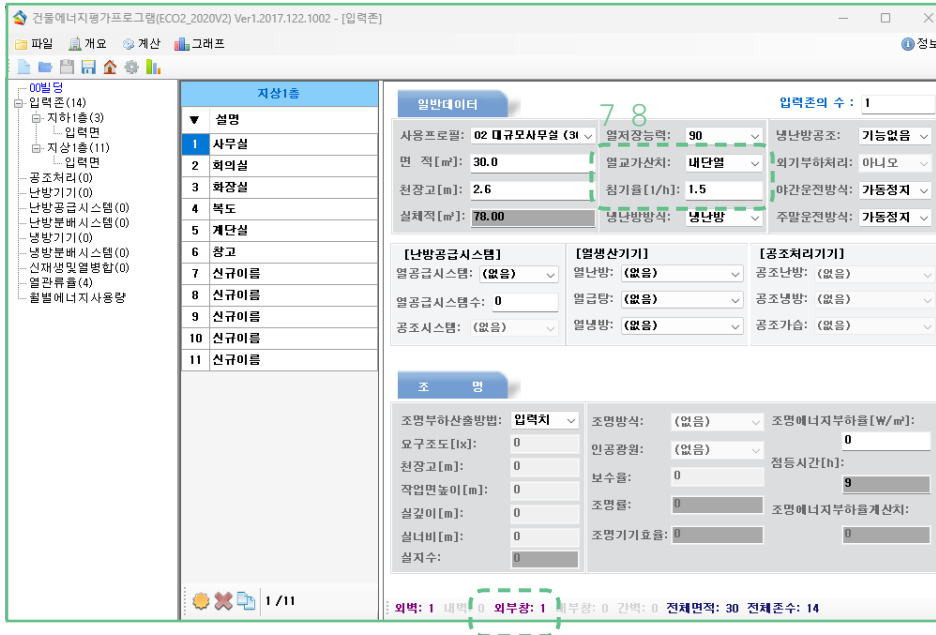 건물에너지평가프로그램(ECO2_2020V2) Ver1.2017.122.1002 - [입력존]
파일 개요 계산 그래프 정보
00빌딩
입력존(14)
지하1층(3)
입력면
지상1층(11)
입력면
공조처리(0)
난방기기(0)
난방공급시스템(0)
난방분배시스템(0)
냉방기기(0)
냉방분배시스템(0)
신재생및열병합(0)
열관류율(4)
월별에너지사용량
지상1층
▼ 설명
1 사무실
2 회의실
3 화장실
4 복도
5 계단실
6 창고
7 신규이름
8 신규이름
9 신규이름
10 신규이름
11 신규이름
1 /11
일반데이터 입력존의 수 : 1
7 8
사용프로필: 02 대규모사무실 (3( 열저장능력: 90 냉난방공조: 기능없음
면 적[㎡]: 30.0 열교가산치: 내단열 외기부하처리: 아니오
천장고[m]: 2.6 침기율[1/h]: 1.5 야간운전방식: 가동정지
실체적[㎥]: 78.00 냉난방방식: 냉난방 주말운전방식: 가동정지
[난방공급시스템] [열생산기기] [공조처리기기]
열공급시스템: (없음) 열난방: (없음) 공조난방: (없음)
열공급시스템수: 0 열급탕: (없음) 공조냉방: (없음)
공조시스템: (없음) 열냉방: (없음) 공조가습: (없음)
조 명
조명부하산출방법: 입력치 조명방식: (없음) 조명에너지부하율[W/㎡]:
요구조도[lx]: 0 인공광원: (없음) 0
천장고[m]: 0 보수율: 0 점등시간[h]:
작업면높이[m]: 0 9
실깊이[m]: 0 조명률: 0 조명에너지부하율계산치:
실너비[m]: 0 조명기기효율: 0 0
실지수: 0
외벽: 1 내벽: 0 외부창: 1 내부창: 0 간벽: 0 전체면적: 30 전체존수: 14